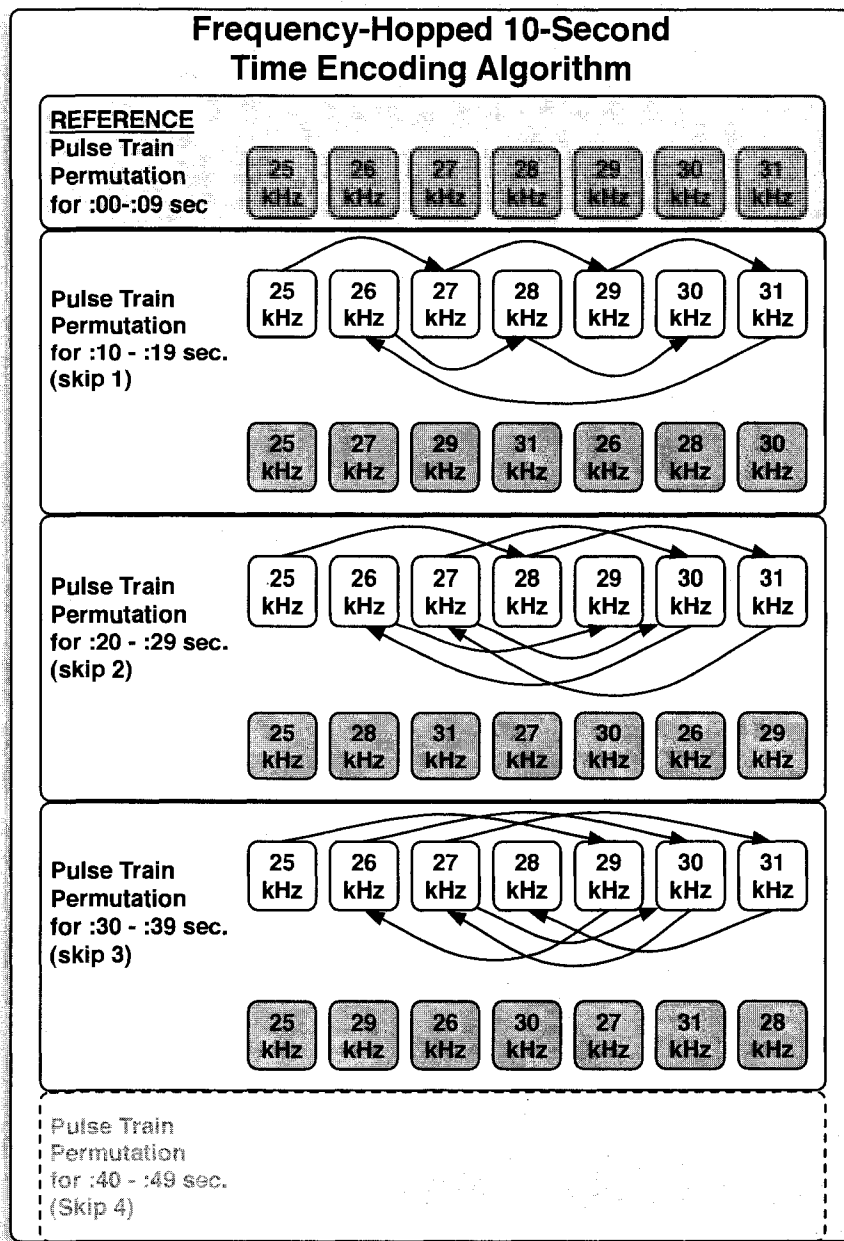 Frequency-Hopped 10-Second
Time Encoding Algorithm
REFERENCE
Pulse Train
Permutation
for :00-:09 sec
25 kHz 26 kHz 27 kHz 28 kHz 29 kHz 30 kHz 31 kHz
Pulse Train
Permutation
for :10 - :19 sec.
(skip 1)
25 kHz 26 kHz 27 kHz 28 kHz 29 kHz 30 kHz 31 kHz
25 kHz 27 kHz 29 kHz 31 kHz 26 kHz 28 kHz 30 kHz
Pulse Train
Permutation
for :20 - :29 sec.
(skip 2)
25 kHz 26 kHz 27 kHz 28 kHz 29 kHz 30 kHz 31 kHz
25 kHz 28 kHz 31 kHz 27 kHz 30 kHz 26 kHz 29 kHz
Pulse Train
Permutation
for :30 - :39 sec.
(skip 3)
25 kHz 26 kHz 27 kHz 28 kHz 29 kHz 30 kHz 31 kHz
25 kHz 29 kHz 26 kHz 30 kHz 27 kHz 31 kHz 28 kHz
Pulse Train
Permutation
for :40 - :49 sec.
(Skip 4)